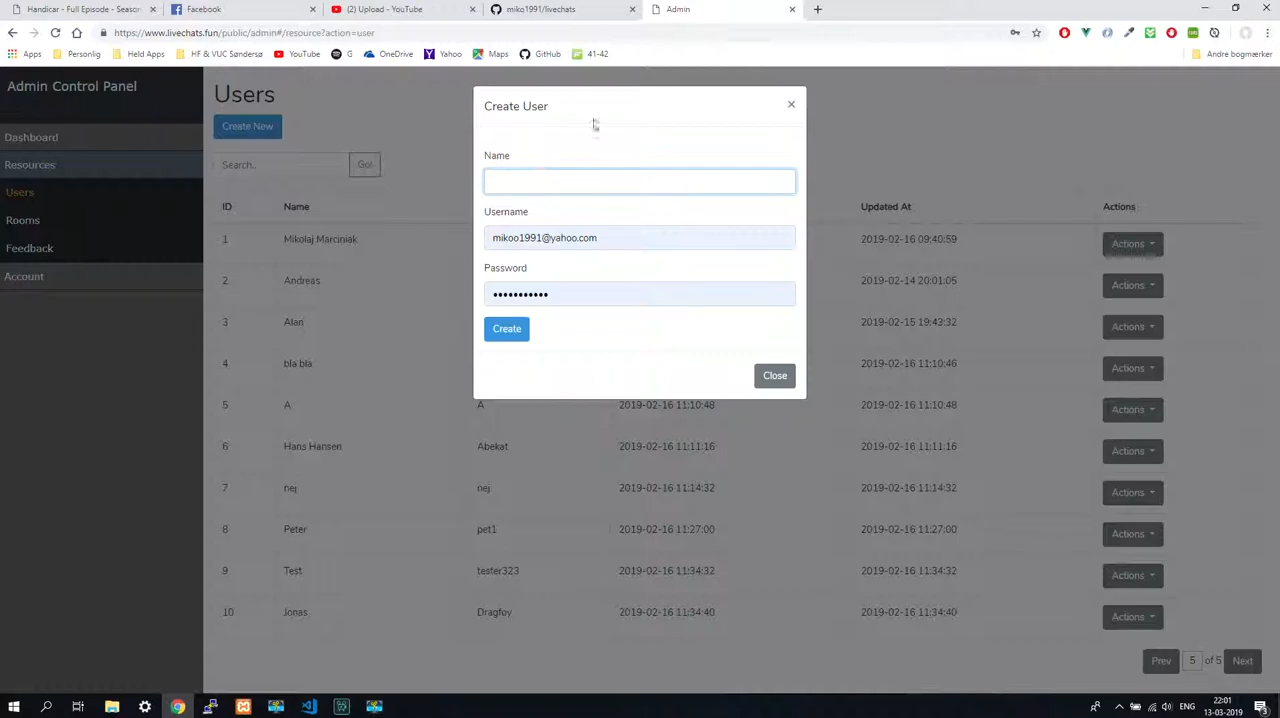 Handicar - Full Episode - Season
Facebook
(2) Upload - YouTube
miko1991/livechats
Admin
https://www.livechats.fun/public/admin#/resource?action=user
Apps
Personlig
Held Apps
HF & VUC Søndersø
YouTube
G
OneDrive
Yahoo
Maps
GitHub
41-42
Andre bogmærker
Admin Control Panel
Dashboard
Resources
Users
Rooms
Feedback
Account
Users
Create New
Search..
Go!
ID Name Updated At Actions
1 Mikolaj Marciniak 2019-02-16 09:40:59 Actions
2 Andreas 2019-02-14 20:01:05 Actions
3 Alan 2019-02-15 19:43:32 Actions
4 bla bla 2019-02-16 11:10:46 Actions
5 A A 2019-02-16 11:10:48 2019-02-16 11:10:48 Actions
6 Hans Hansen Abekat 2019-02-16 11:11:16 2019-02-16 11:11:16 Actions
7 nej nej 2019-02-16 11:14:32 2019-02-16 11:14:32 Actions
8 Peter pet1 2019-02-16 11:27:00 2019-02-16 11:27:00 Actions
9 Test tester323 2019-02-16 11:34:32 2019-02-16 11:34:32 Actions
10 Jonas Dragfoy 2019-02-16 11:34:40 2019-02-16 11:34:40 Actions
Prev 5 of 5 Next
Create User
×
Name
Username
mikoo1991@yahoo.com
Password
•••••••••••
Create
Close
ENG
22:01
13-03-2019
3